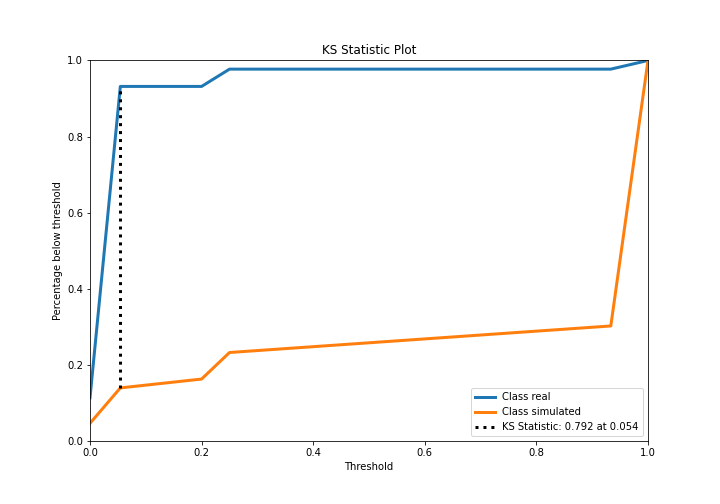 KS Statistic Plot
Percentage below threshold
1.0
0.8
0.6
0.4
0.2
0.0
0.0 0.2 0.4 0.6 0.8 1.0
Threshold
Class real
Class simulated
KS Statistic: 0.792 at 0.054